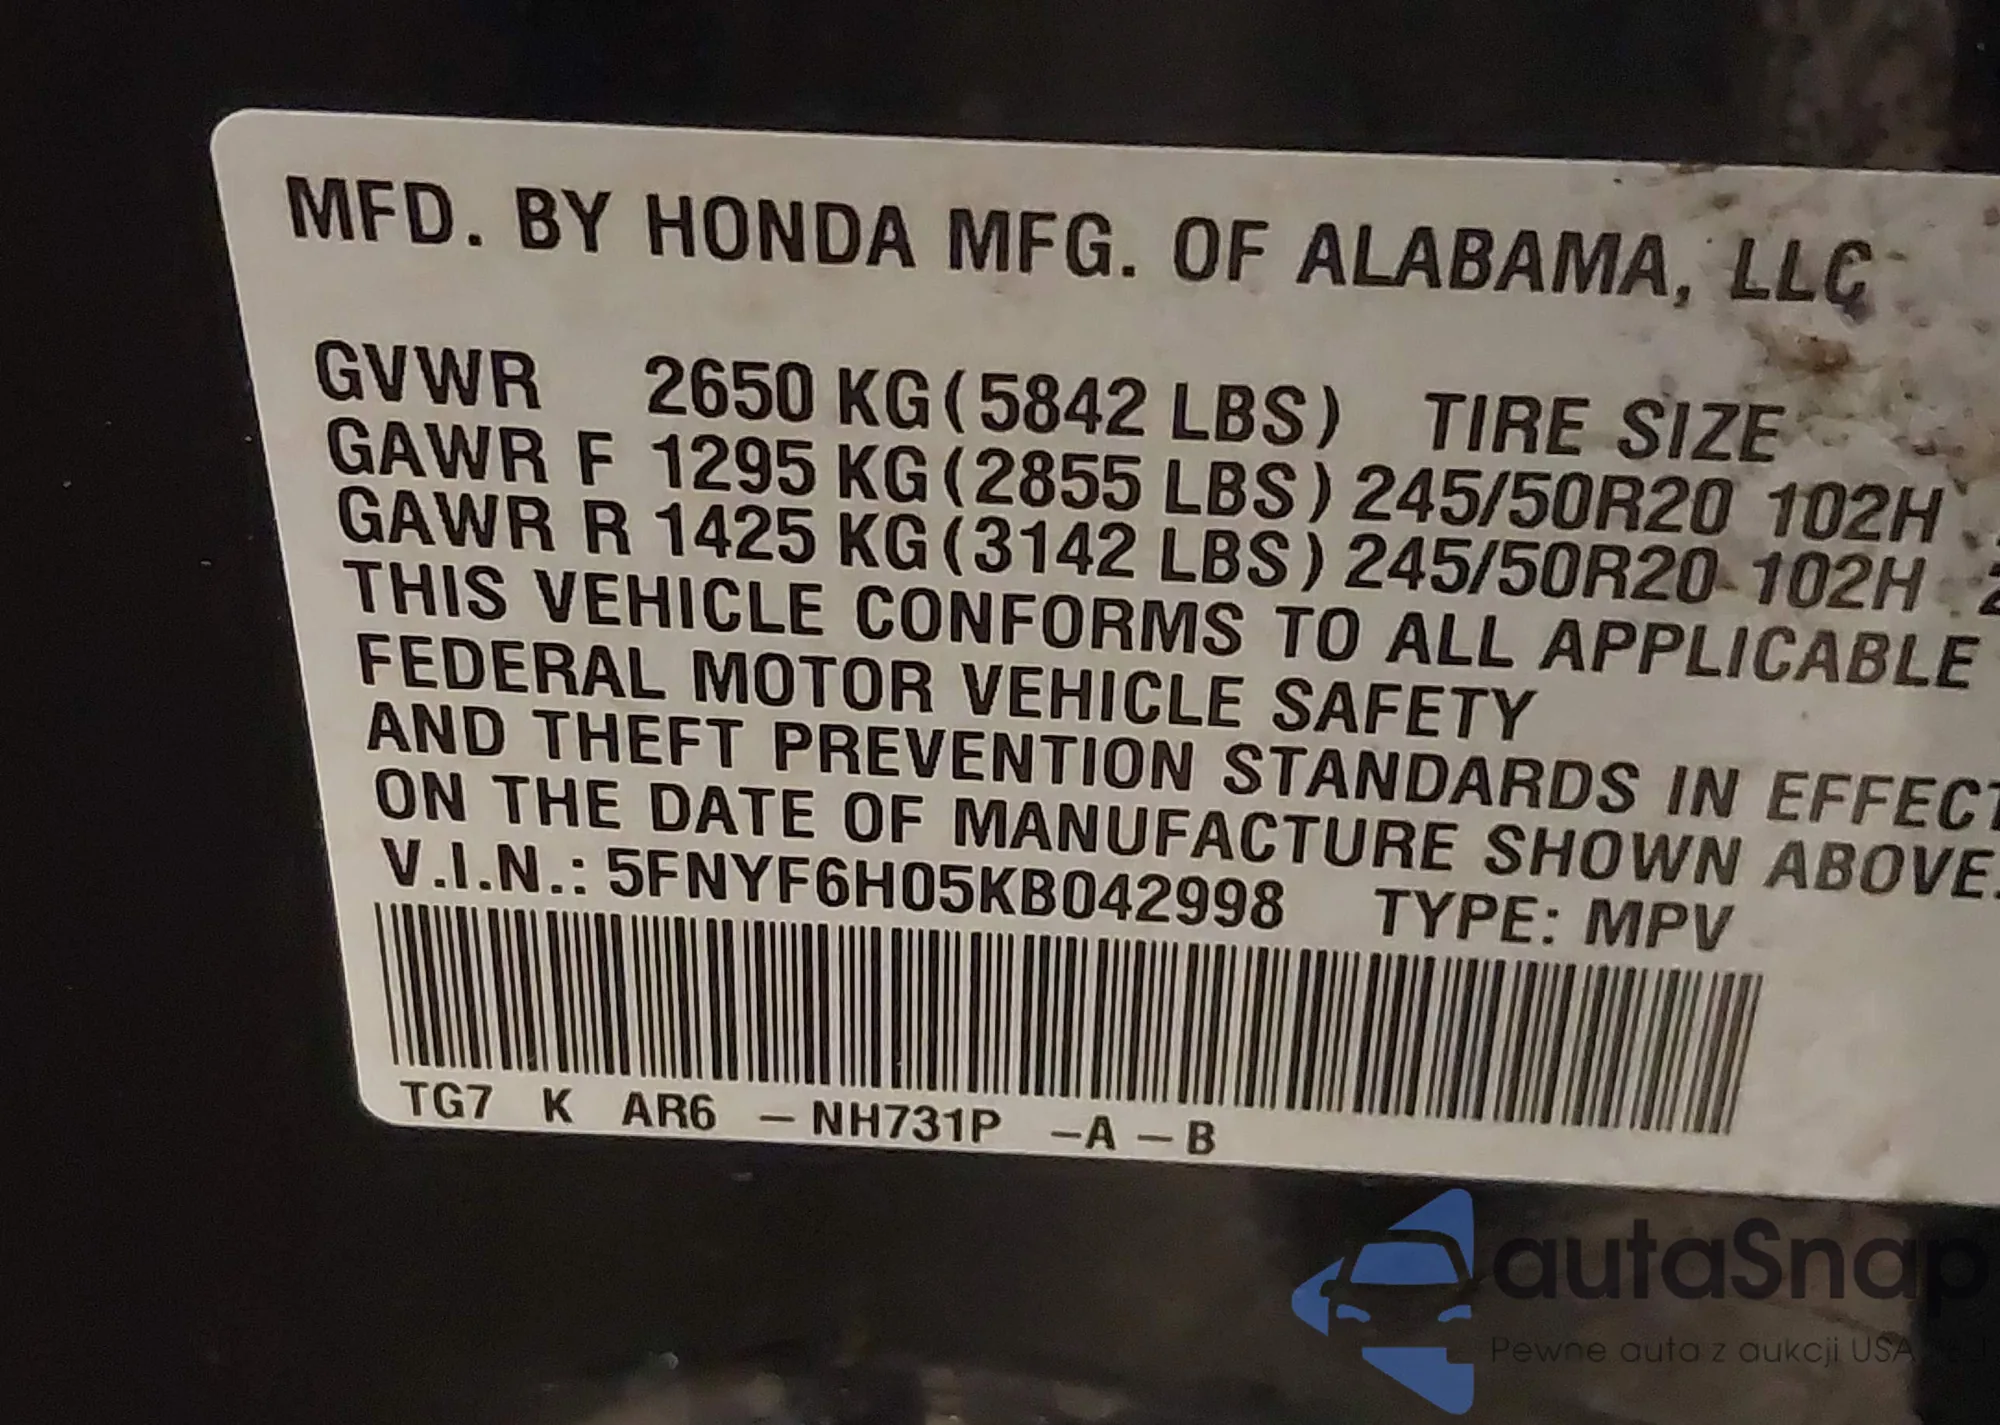 MFD. BY HONDA MFG. OF ALABAMA, LLC
GVWR 2650 KG (5842 LBS) TIRE SIZE
GAWR F 1295 KG (2855 LBS) 245/50R20 102H
GAWR R 1425 KG (3142 LBS) 245/50R20 102H
THIS VEHICLE CONFORMS TO ALL APPLICABLE
FEDERAL MOTOR VEHICLE SAFETY
AND THEFT PREVENTION STANDARDS IN EFFECT
ON THE DATE OF MANUFACTURE SHOWN ABOVE.
V.I.N.: 5FNYF6H05KB042998 TYPE: MPV
TG7 K AR6 -NH731P -A-B
autaSnap
Pewne auta z aukcji USA